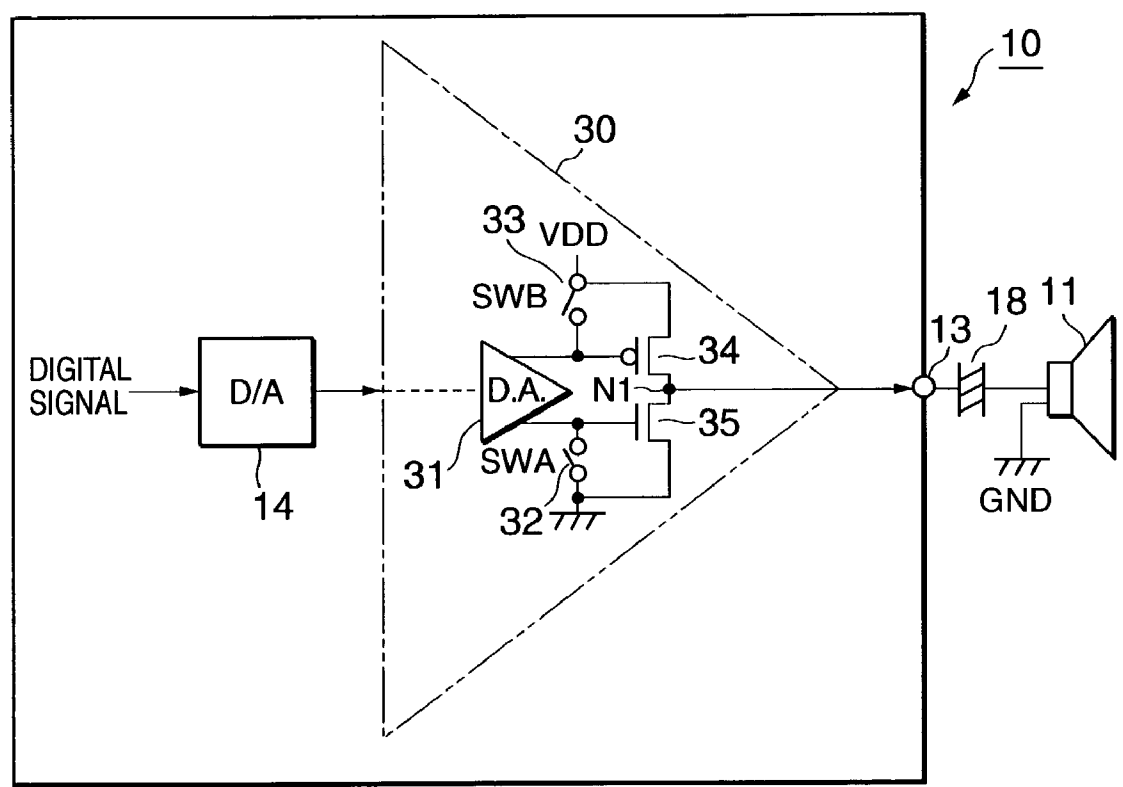 10
30
33
VDD
SWB
34
N1
D.A.
35
31
SWA
32
DIGITAL
SIGNAL
D/A
14
13
18
11
GND